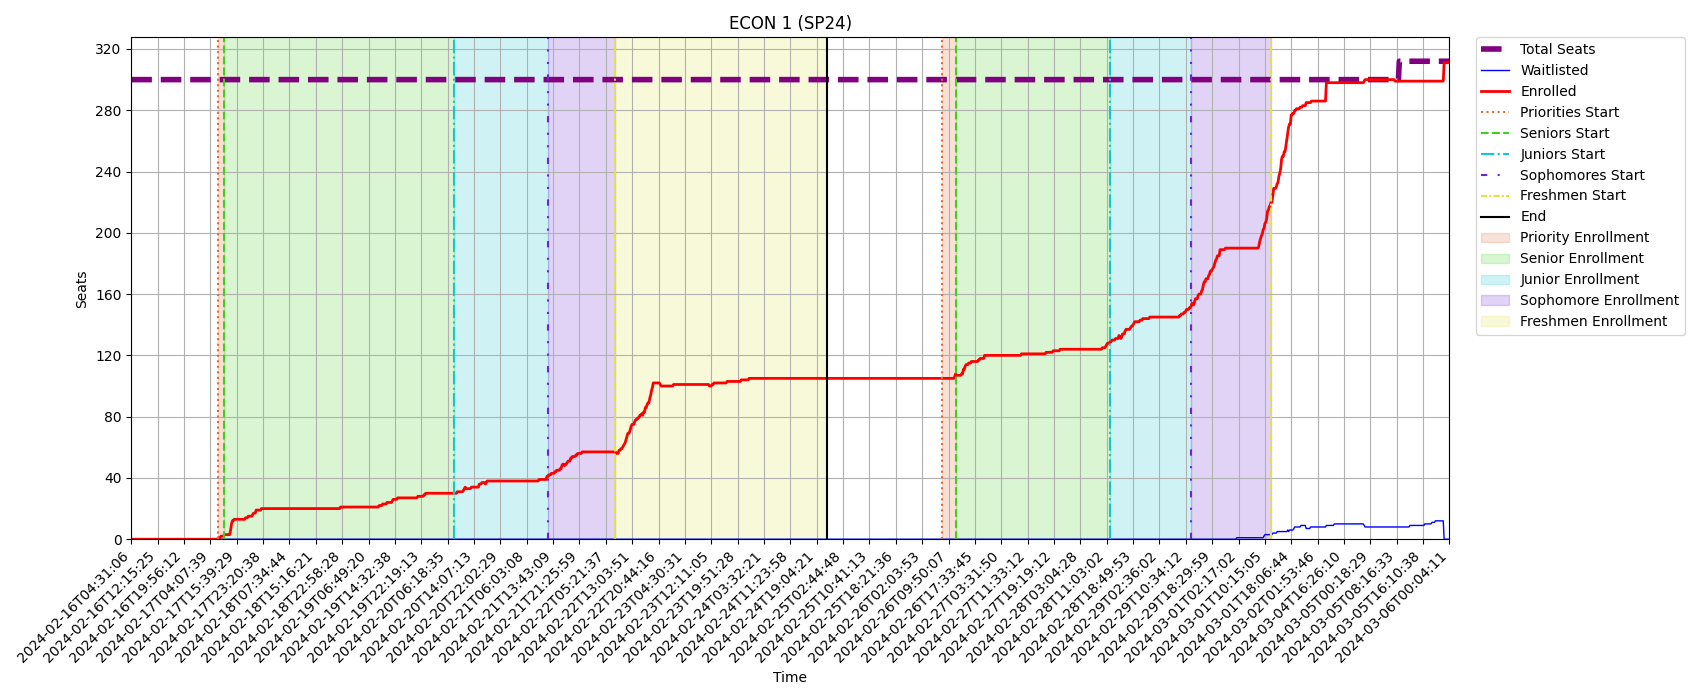 ECON 1 (SP24)
320
280
240
200
160
120
80
40
0
Seats
2024-02-16T04:31:06
2024-02-16T12:15:25
2024-02-16T19:56:12
2024-02-17T04:07:39
2024-02-17T15:39:29
2024-02-17T23:20:38
2024-02-18T07:34:44
2024-02-18T15:16:21
2024-02-18T22:58:28
2024-02-19T06:49:20
2024-02-19T14:32:38
2024-02-19T22:19:13
2024-02-20T06:18:35
2024-02-20T14:07:13
2024-02-20T22:02:29
2024-02-21T06:03:08
2024-02-21T13:43:09
2024-02-21T21:25:59
2024-02-22T05:21:37
2024-02-22T13:03:51
2024-02-22T20:44:16
2024-02-23T04:30:31
2024-02-23T12:11:05
2024-02-23T19:51:28
2024-02-24T03:32:21
2024-02-24T11:23:58
2024-02-24T19:04:21
2024-02-25T02:44:48
2024-02-25T10:41:13
2024-02-25T18:21:36
2024-02-26T02:03:53
2024-02-26T09:50:07
2024-02-26T17:33:45
2024-02-27T03:31:50
2024-02-27T11:33:12
2024-02-27T19:19:12
2024-02-28T03:04:28
2024-02-28T11:03:02
2024-02-28T18:49:53
2024-02-29T02:36:02
2024-02-29T10:34:12
2024-02-29T18:29:59
2024-03-01T02:17:02
2024-03-01T10:15:05
2024-03-01T18:06:44
2024-03-02T01:53:46
2024-03-04T16:26:10
2024-03-05T00:18:29
2024-03-05T08:16:33
2024-03-05T16:10:38
2024-03-06T00:04:11
Time
Total Seats
Waitlisted
Enrolled
Priorities Start
Seniors Start
Juniors Start
Sophomores Start
Freshmen Start
End
Priority Enrollment
Senior Enrollment
Junior Enrollment
Sophomore Enrollment
Freshmen Enrollment